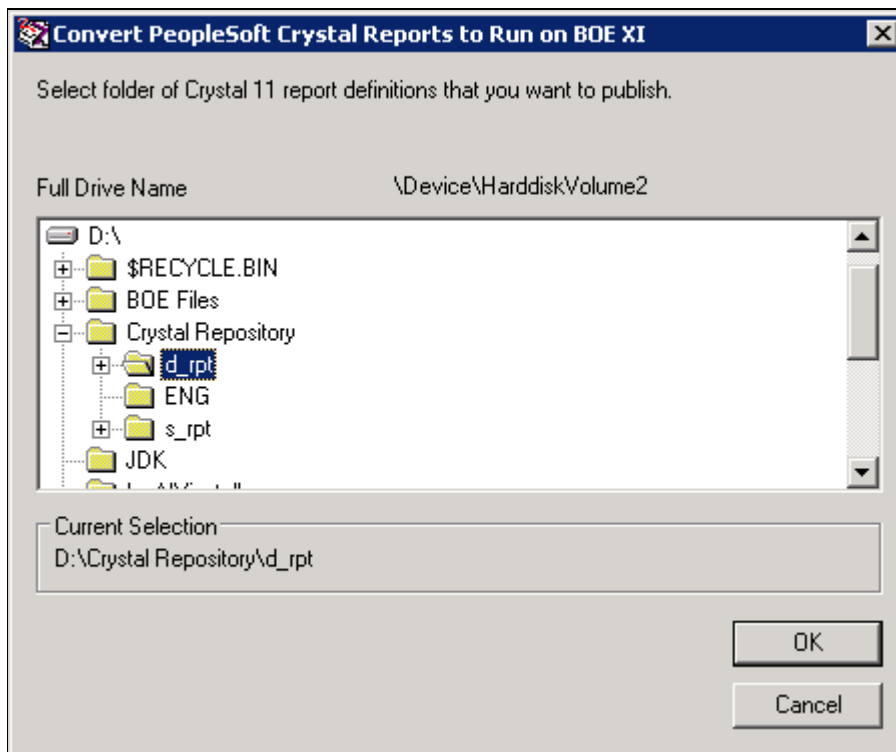 Convert PeopleSoft Crystal Reports to Run on BOE XI
Select folder of Crystal 11 report definitions that you want to publish.
Full Drive Name \Device\HarddiskVolume2
D:\
$RECYCLE.BIN
BOE Files
Crystal Repository
d_rpt
ENG
s_rpt
JDK
Current Selection
D:\Crystal Repository\d_rpt
OK
Cancel